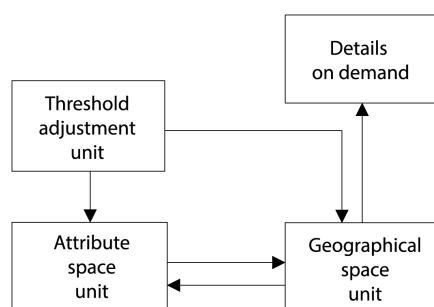 Details
on demand
Threshold
adjustment
unit
Attribute
space
unit
Geographical
space
unit